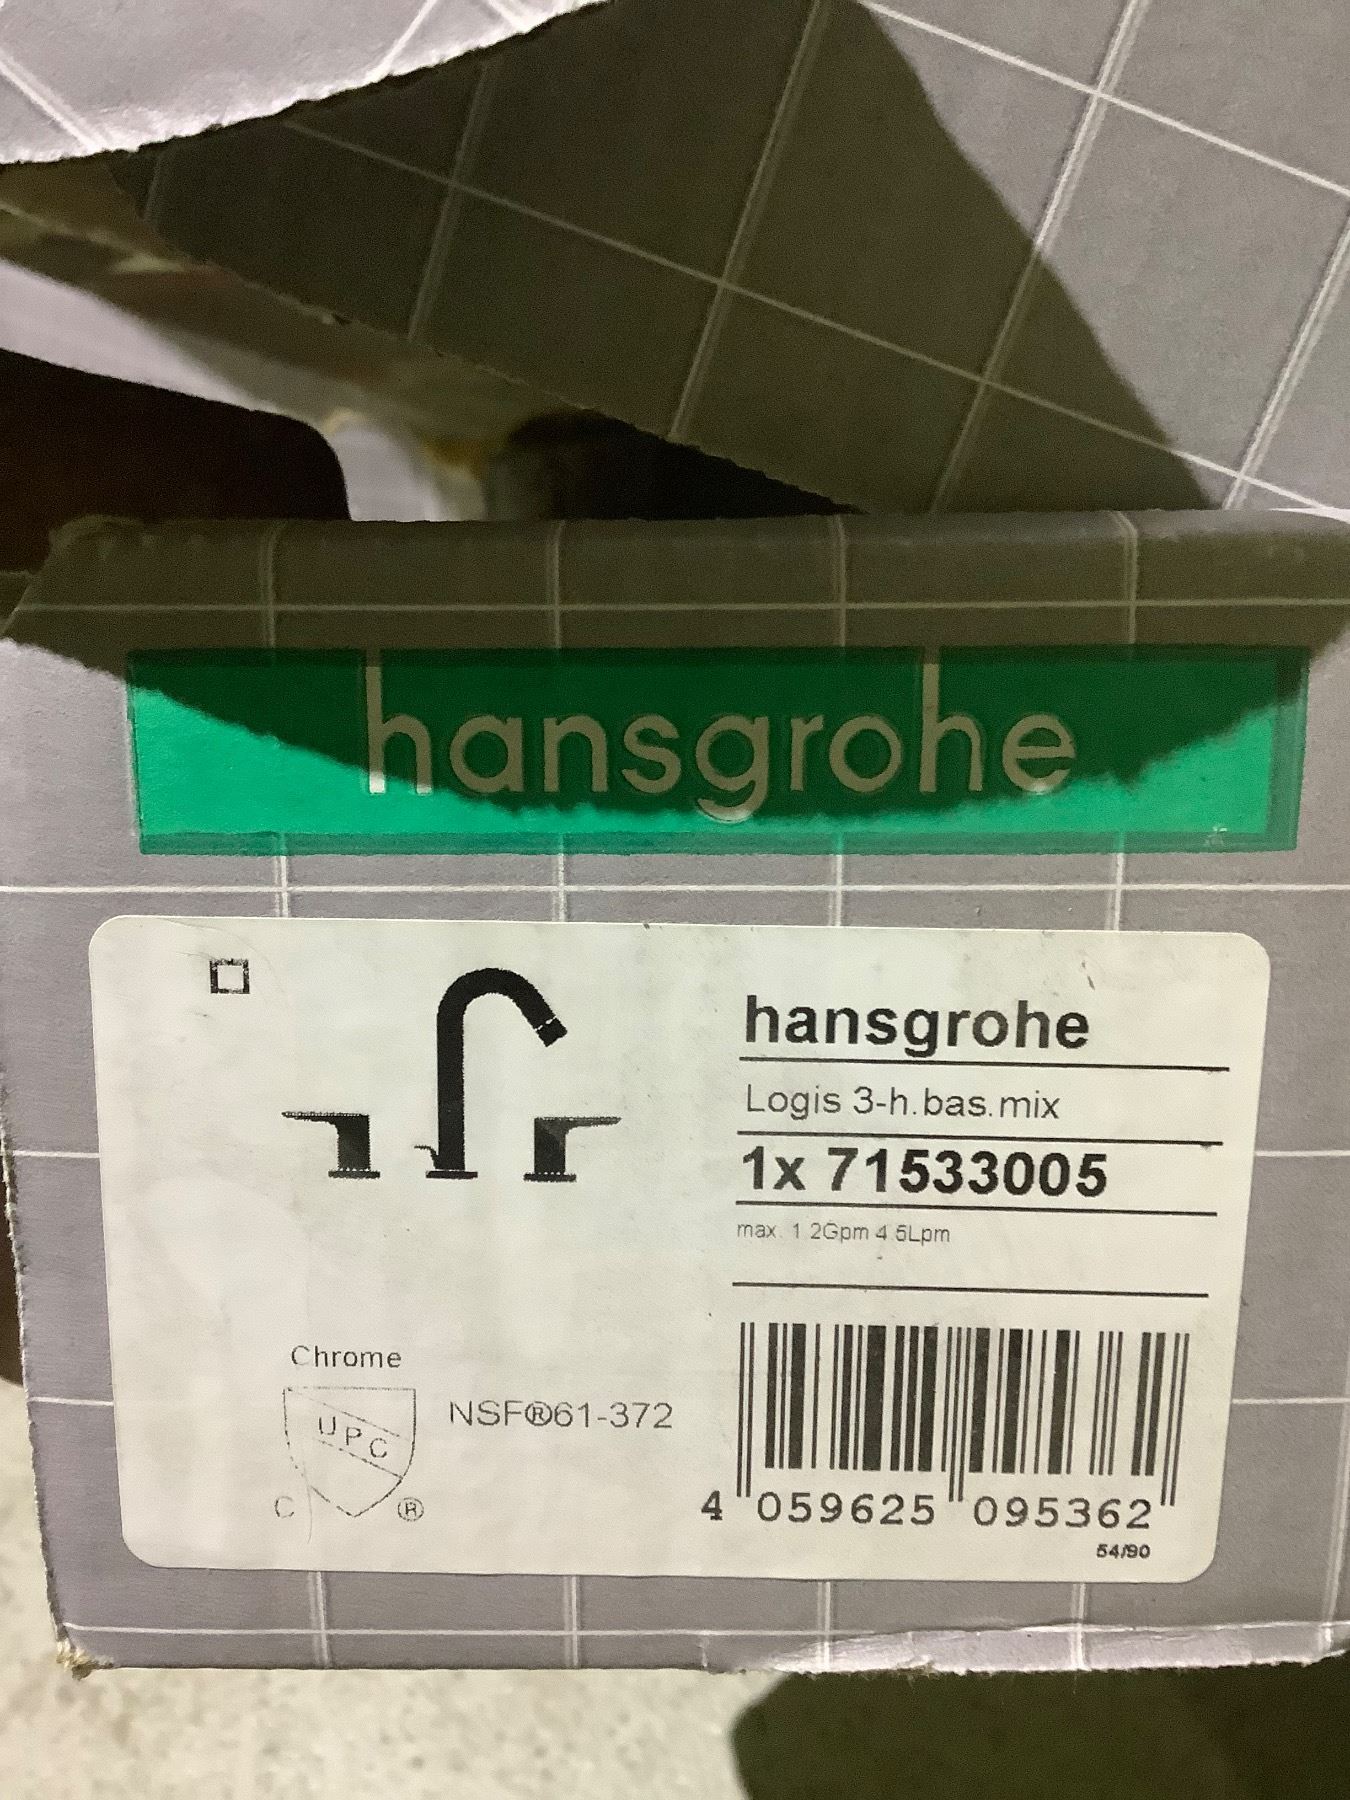 hansgrohe
hansgrohe
Logis 3-h.bas.mix
1x 71533005
max. 1.2Gpm 4.5Lpm
Chrome
UPC
C ®
NSF®61-372
4 059625 095362
54/90